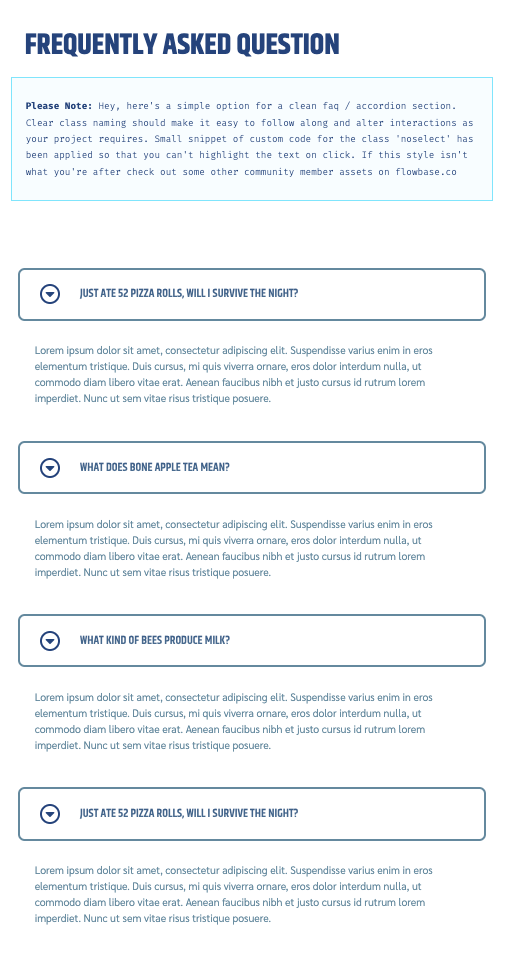 FREQUENTLY ASKED QUESTION
Please Note: Hey, here's a simple option for a clean faq / accordion section.
Clear class naming should make it easy to follow along and alter interactions as
your project requires. Small snippet of custom code for the class 'noselect' has
been applied so that you can't highlight the text on click. If this style isn't
what you're after check out some other community member assets on flowbase.co
JUST ATE 52 PIZZA ROLLS, WILL I SURVIVE THE NIGHT?
Lorem ipsum dolor sit amet, consectetur adipiscing elit. Suspendisse varius enim in eros
elementum tristique. Duis cursus, mi quis viverra ornare, eros dolor interdum nulla, ut
commodo diam libero vitae erat. Aenean faucibus nibh et justo cursus id rutrum lorem
imperdiet. Nunc ut sem vitae risus tristique posuere.
WHAT DOES BONE APPLE TEA MEAN?
Lorem ipsum dolor sit amet, consectetur adipiscing elit. Suspendisse varius enim in eros
elementum tristique. Duis cursus, mi quis viverra ornare, eros dolor interdum nulla, ut
commodo diam libero vitae erat. Aenean faucibus nibh et justo cursus id rutrum lorem
imperdiet. Nunc ut sem vitae risus tristique posuere.
WHAT KIND OF BEES PRODUCE MILK?
Lorem ipsum dolor sit amet, consectetur adipiscing elit. Suspendisse varius enim in eros
elementum tristique. Duis cursus, mi quis viverra ornare, eros dolor interdum nulla, ut
commodo diam libero vitae erat. Aenean faucibus nibh et justo cursus id rutrum lorem
imperdiet. Nunc ut sem vitae risus tristique posuere.
JUST ATE 52 PIZZA ROLLS, WILL I SURVIVE THE NIGHT?
Lorem ipsum dolor sit amet, consectetur adipiscing elit. Suspendisse varius enim in eros
elementum tristique. Duis cursus, mi quis viverra ornare, eros dolor interdum nulla, ut
commodo diam libero vitae erat. Aenean faucibus nibh et justo cursus id rutrum lorem
imperdiet. Nunc ut sem vitae risus tristique posuere.